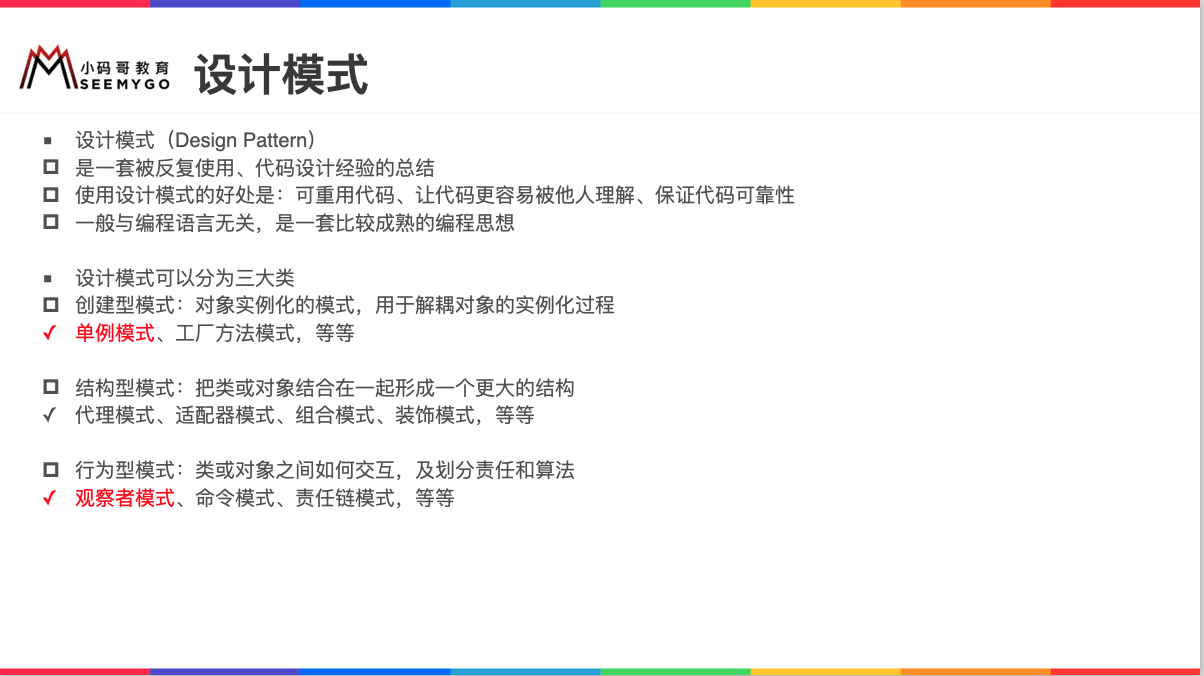 小码哥教育
SEEMYGO
设计模式
设计模式（Design Pattern）
是一套被反复使用、代码设计经验的总结
使用设计模式的好处是：可重用代码、让代码更容易被他人理解、保证代码可靠性
一般与编程语言无关，是一套比较成熟的编程思想
设计模式可以分为三大类
创建型模式：对象实例化的模式，用于解耦对象的实例化过程
单例模式、工厂方法模式，等等
结构型模式：把类或对象结合在一起形成一个更大的结构
代理模式、适配器模式、组合模式、装饰模式，等等
行为型模式：类或对象之间如何交互，及划分责任和算法
观察者模式、命令模式、责任链模式，等等